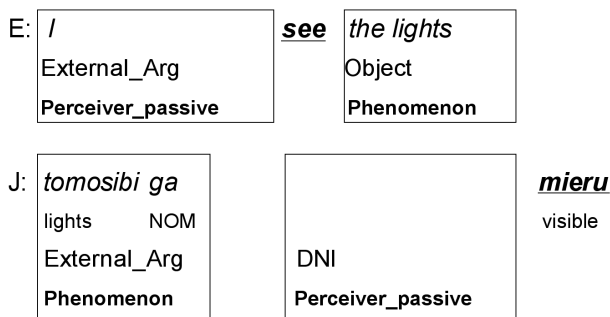 E: I see the lights
External_Arg Object
Perceiver_passive Phenomenon
J: tomosibi ga mieru
lights NOM visible
External_Arg DNI
Phenomenon Perceiver_passive